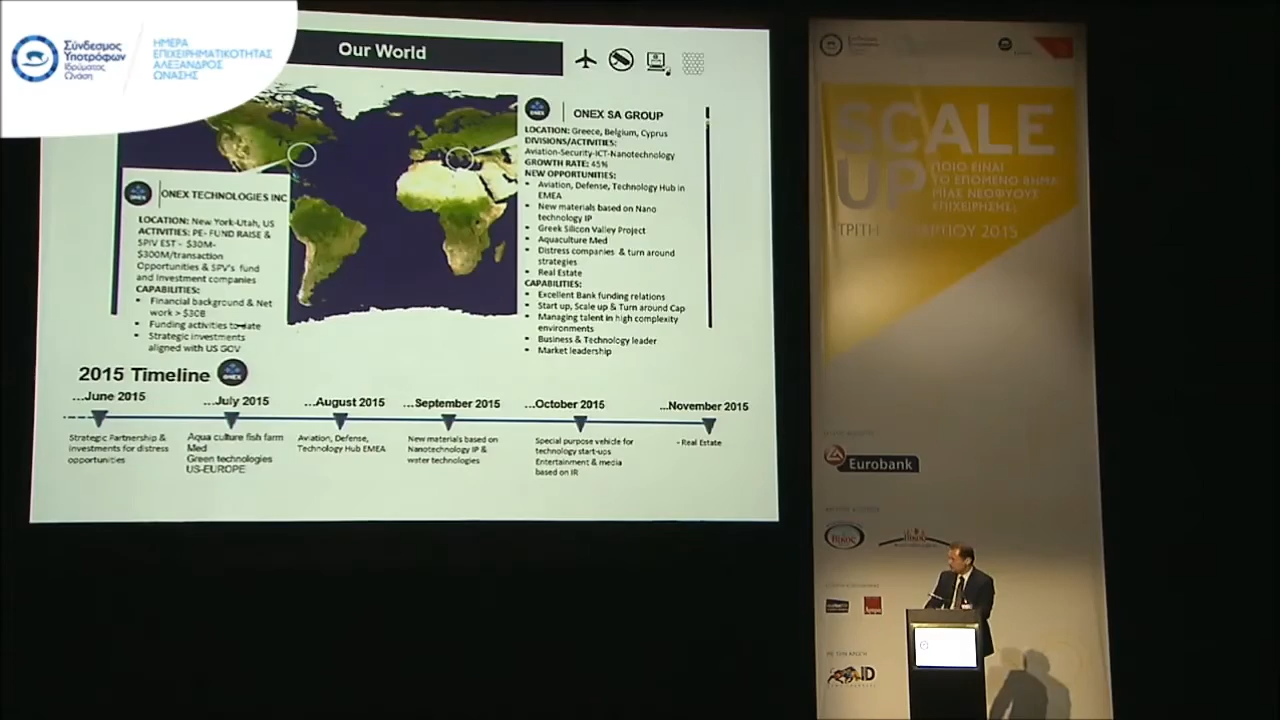 Σύνδεσμος
Υποτρόφων
Ιδρύματος
Ωνάση
ΗΜΕΡΑ
ΕΠΙΧΕΙΡΗΜΑΤΙΚΟΤΗΤΑΣ
ΑΛΕΞΑΝΔΡΟΣ
ΩΝΑΣΗΣ
Our World
ONEX
ONEX SA GROUP
LOCATION: Greece, Belgium, Cyprus
DIVISIONS/ACTIVITIES:
Aviation-Security-ICT-Nanotechnology
GROWTH RATE: 45%
NEW OPPORTUNITIES:
• Aviation, Defense, Technology Hub in
EMEA
• New materials based on Nano
technology IP
• Greek Silicon Valley Project
• Aquaculture Med
• Distress companies & turn around
strategies
• Real Estate
CAPABILITIES:
• Excellent Bank funding relations
• Start up, Scale up & Turn around Cap
• Managing talent in high complexity
environments
• Business & Technology leader
• Market leadership
ONEX TECHNOLOGIES INC
LOCATION: New York-Utah, US
ACTIVITIES: PE- FUND RAISE &
SPIV EST - $30M-
$300M/transaction
Opportunities & SPV's fund
and Investment companies
CAPABILITIES:
• Financial background & Net
work > $30B
• Funding activities to date
• Strategic investments
aligned with US GOV
2015 Timeline
ONEX
...June 2015
...July 2015
...August 2015
...September 2015
...October 2015
...November 2015
Strategic Partnership &
investments for distress
opportunities
Aqua culture fish farm
Med
Green technologies
US-EUROPE
Aviation, Defense,
Technology Hub EMEA
New materials based on
Nanotechnology IP &
water technologies
Special purpose vehicle for
technology start-ups
Entertainment & media
based on IR
- Real Estate
SCALE
UP
ΠΟΙΟ ΕΙΝΑΙ
ΤΟ ΕΠΟΜΕΝΟ ΒΗΜΑ
ΜΙΑΣ ΝΕΟΦΥΟΥΣ
ΕΠΙΧΕΙΡΗΣΗΣ;
ΤΡΙΤΗ 2015
Eurobank
ID